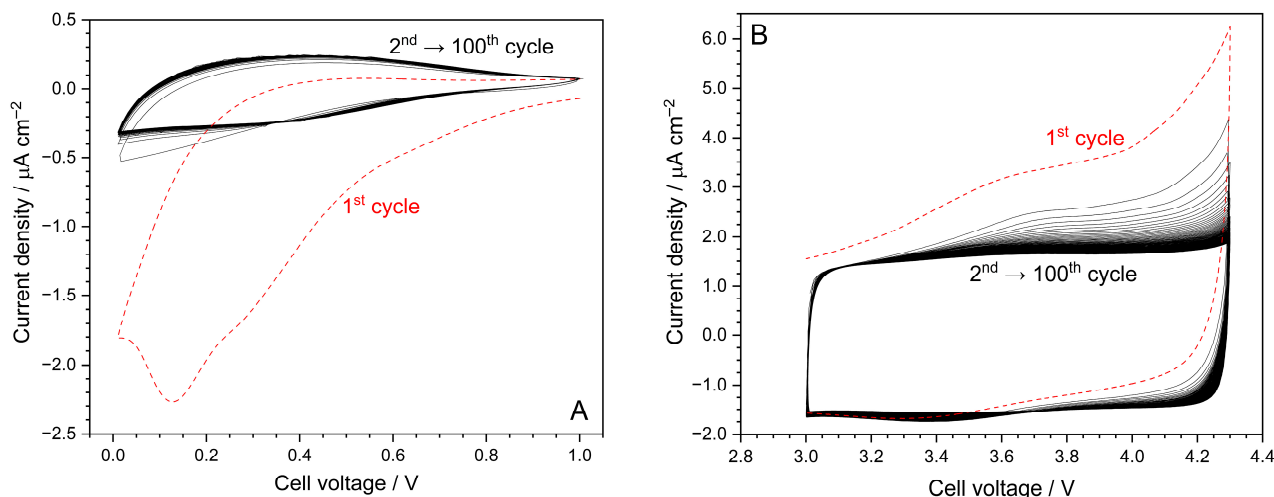 A
0.5
0.0
−0.5
−1.0
−1.5
−2.0
−2.5
Current density / µA cm⁻²
2ⁿᵈ → 100ᵗʰ cycle
1ˢᵗ cycle
0.0 0.2 0.4 0.6 0.8 1.0
Cell voltage / V
A
B
6.0
5.0
4.0
3.0
2.0
1.0
0.0
−1.0
−2.0
Current density / µA cm⁻²
1ˢᵗ cycle
2ⁿᵈ → 100ᵗʰ cycle
2.8 3.0 3.2 3.4 3.6 3.8 4.0 4.2 4.4
Cell voltage / V